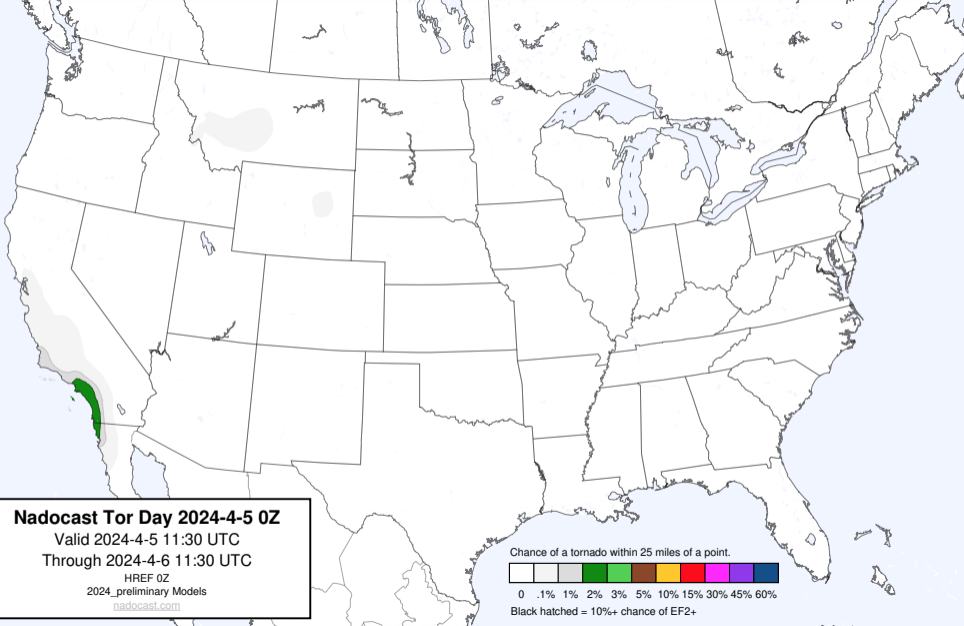 Nadocast Tor Day 2024-4-5 0Z
Valid 2024-4-5 11:30 UTC
Through 2024-4-6 11:30 UTC
HREF 0Z
2024_preliminary Models
nadocast.com
Chance of a tornado within 25 miles of a point.
0 .1% 1% 2% 3% 5% 10% 15% 30% 45% 60%
Black hatched = 10%+ chance of EF2+